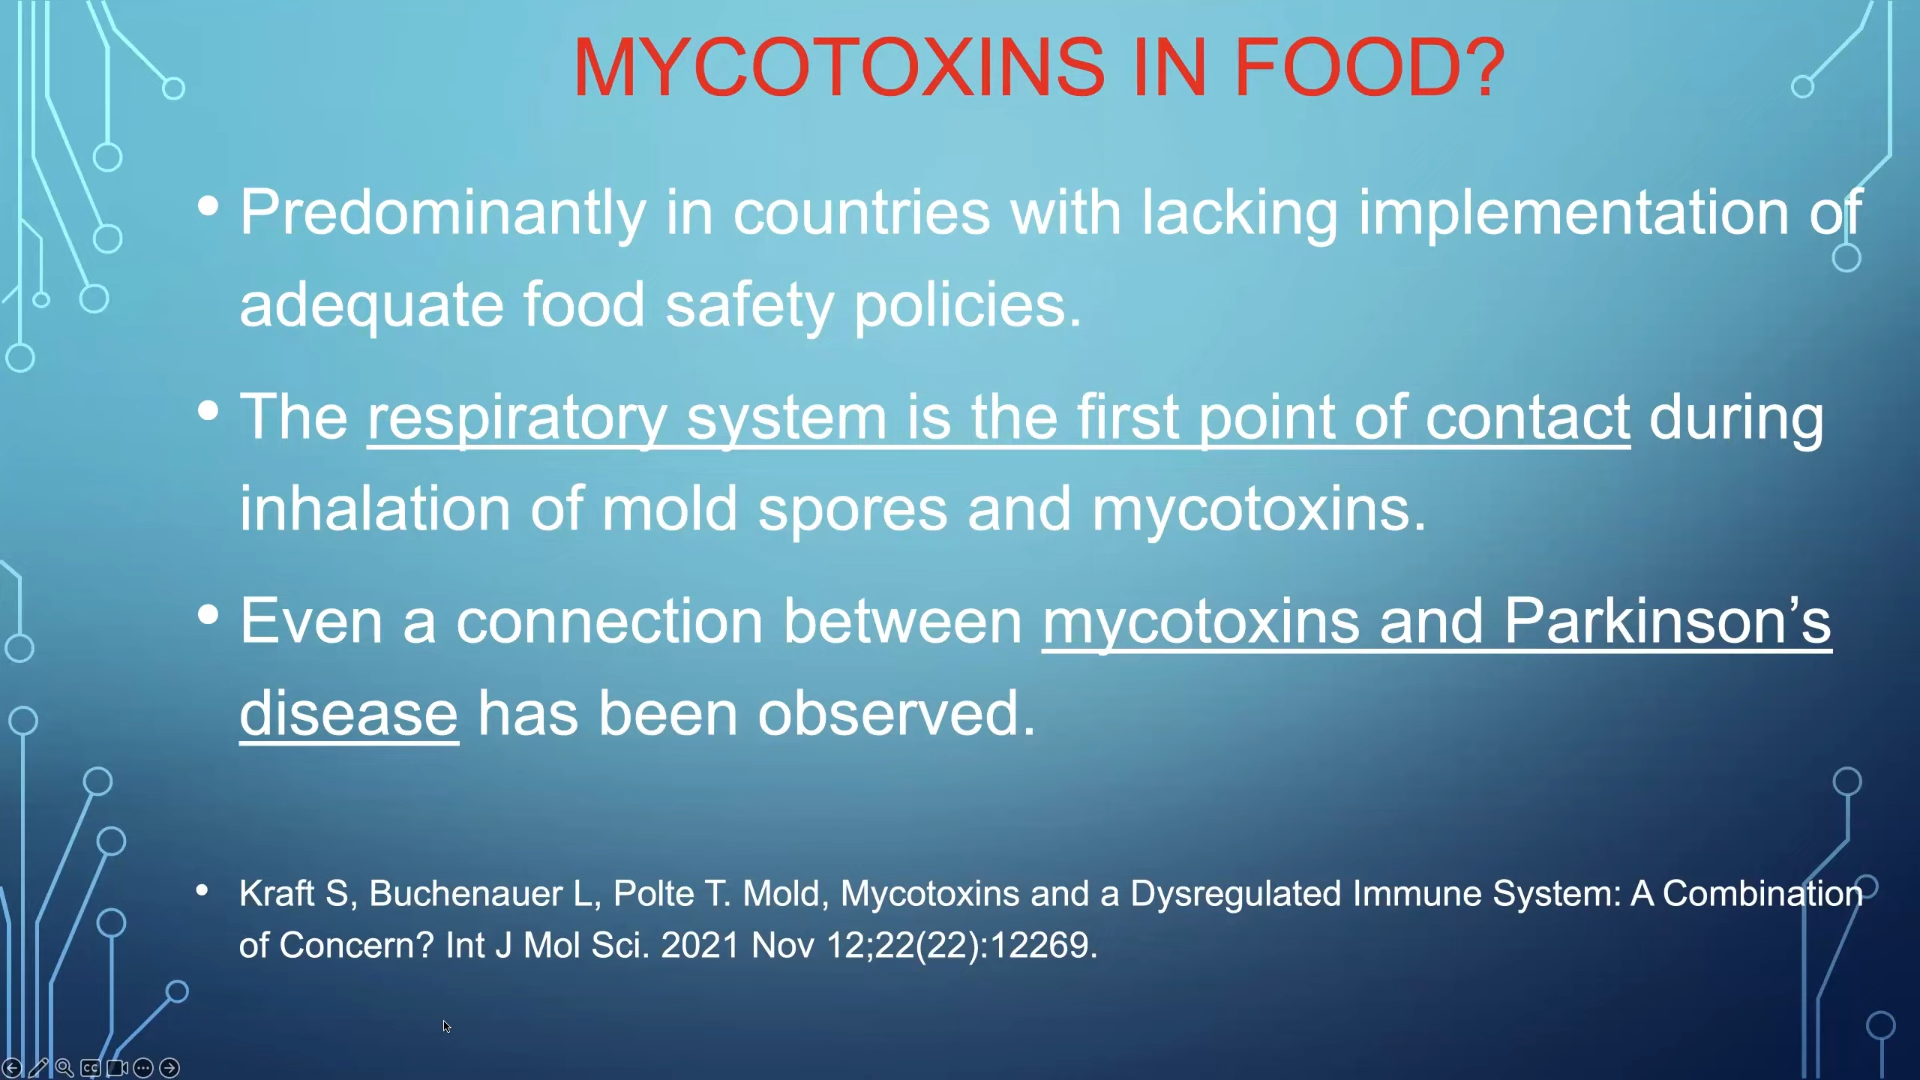 MYCOTOXINS IN FOOD?
• Predominantly in countries with lacking implementation of
adequate food safety policies.
• The respiratory system is the first point of contact during
inhalation of mold spores and mycotoxins.
• Even a connection between mycotoxins and Parkinson’s
disease has been observed.
• Kraft S, Buchenauer L, Polte T. Mold, Mycotoxins and a Dysregulated Immune System: A Combination
of Concern? Int J Mol Sci. 2021 Nov 12;22(22):12269.
CC